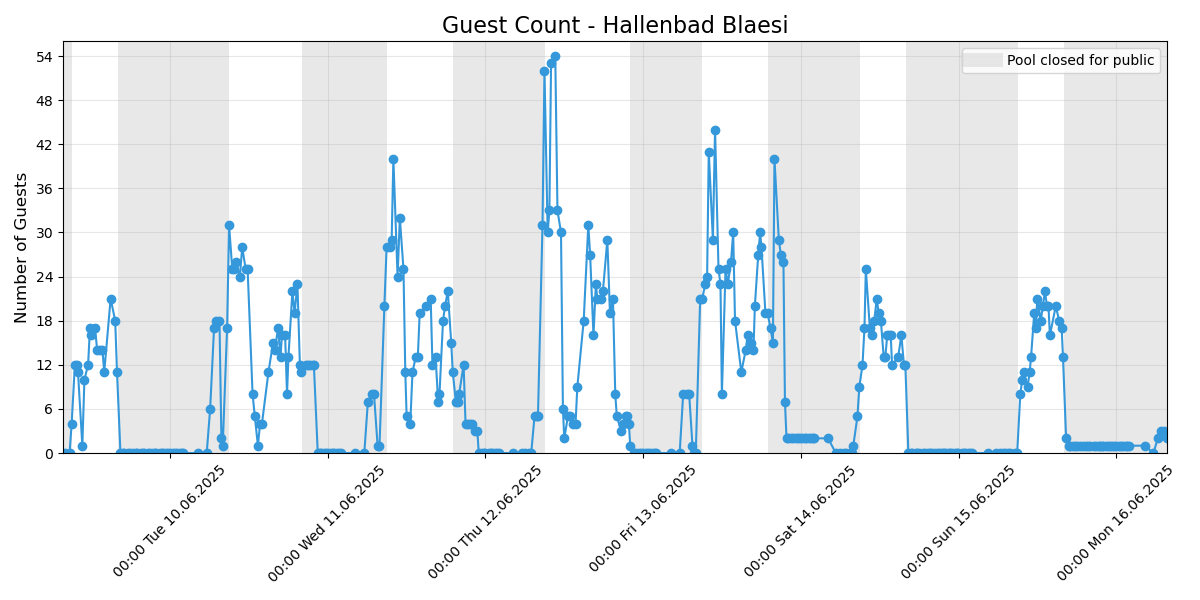 Guest Count - Hallenbad Blaesi
Pool closed for public
Number of Guests
54
48
42
36
30
24
18
12
6
0
00:00 Tue 10.06.2025
00:00 Wed 11.06.2025
00:00 Thu 12.06.2025
00:00 Fri 13.06.2025
00:00 Sat 14.06.2025
00:00 Sun 15.06.2025
00:00 Mon 16.06.2025